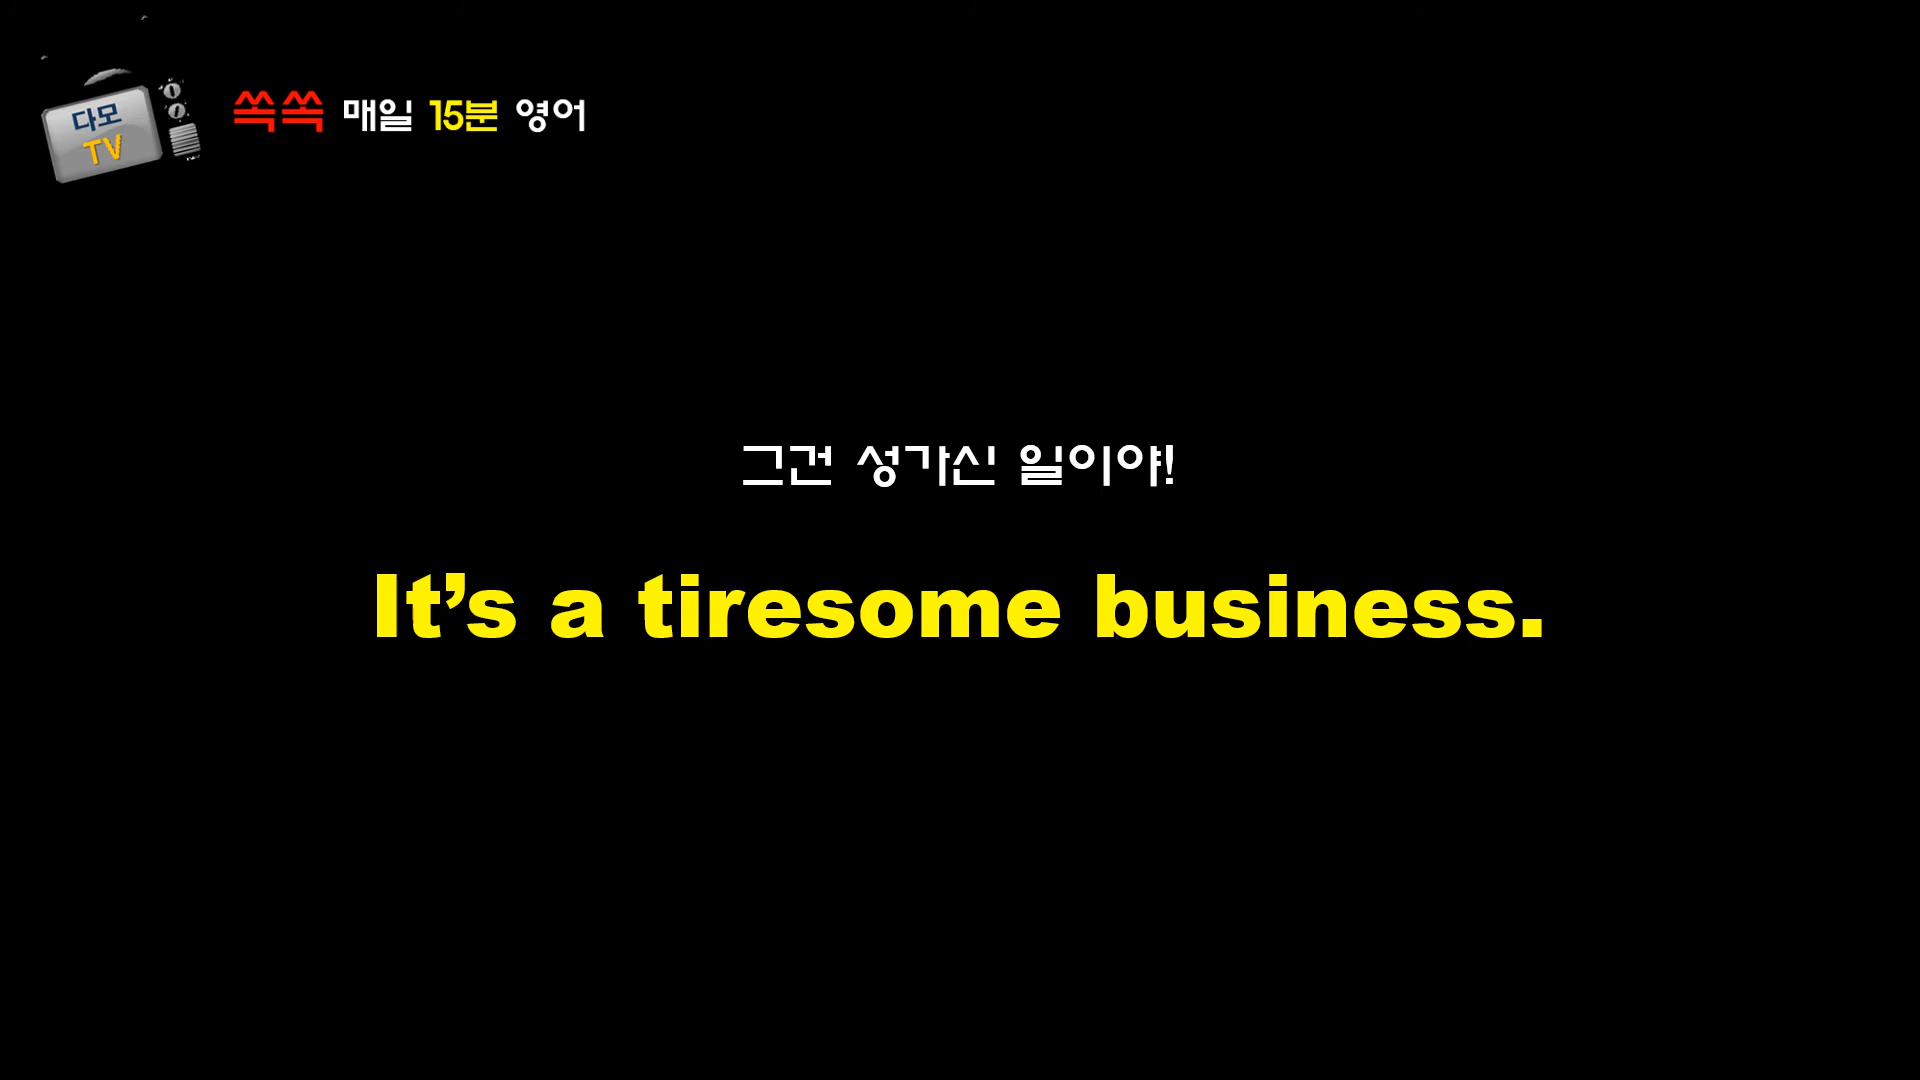 다모
TV
쏙쏙 매일 15분 영어
그건 성가신 일이야!
It’s a tiresome business.